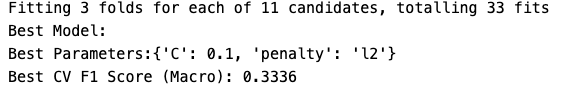 Fitting 3 folds for each of 11 candidates, totalling 33 fits
Best Model:
Best Parameters:{'C': 0.1, 'penalty': 'l2'}
Best CV F1 Score (Macro): 0.3336